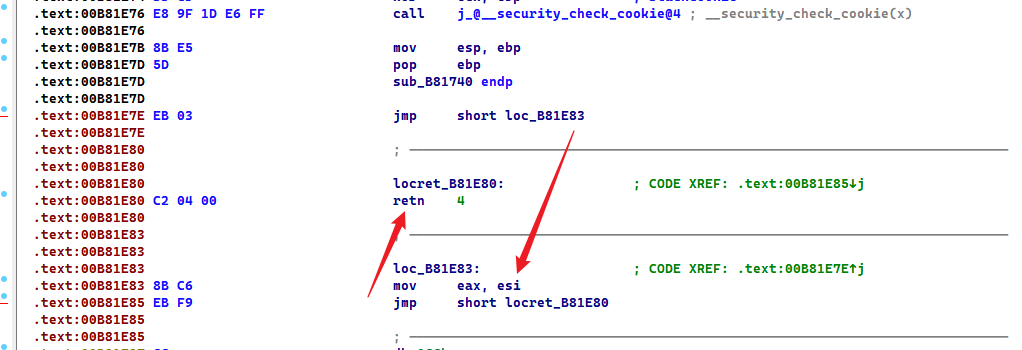 .text:00B81E76 E8 9F 1D E6 FF call j_@__security_check_cookie@4 ; __security_check_cookie(x)
.text:00B81E76
.text:00B81E7B 8B E5 mov esp, ebp
.text:00B81E7D 5D pop ebp
.text:00B81E7D sub_B81740 endp
.text:00B81E7D
.text:00B81E7E EB 03 jmp short loc_B81E83
.text:00B81E7E
.text:00B81E80 ;
.text:00B81E80
.text:00B81E80 locret_B81E80: ; CODE XREF: .text:00B81E85↓j
.text:00B81E80 C2 04 00 retn 4
.text:00B81E80
.text:00B81E83 ;
.text:00B81E83
.text:00B81E83 loc_B81E83: ; CODE XREF: .text:00B81E7E↑j
.text:00B81E83 8B C6 mov eax, esi
.text:00B81E85 EB F9 jmp short locret_B81E80
.text:00B81E85
.text:00B81E85 ;